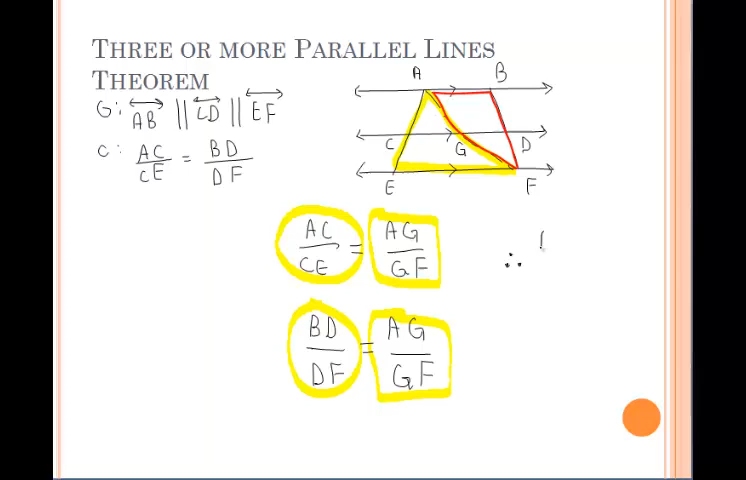 THREE OR MORE PARALLEL LINES
THEOREM
G: AB || CD || EF
C: AC/CE = BD/DF
A B
C G D
E F
AC/CE = AG/GF
∴
BD/DF = AG/GF